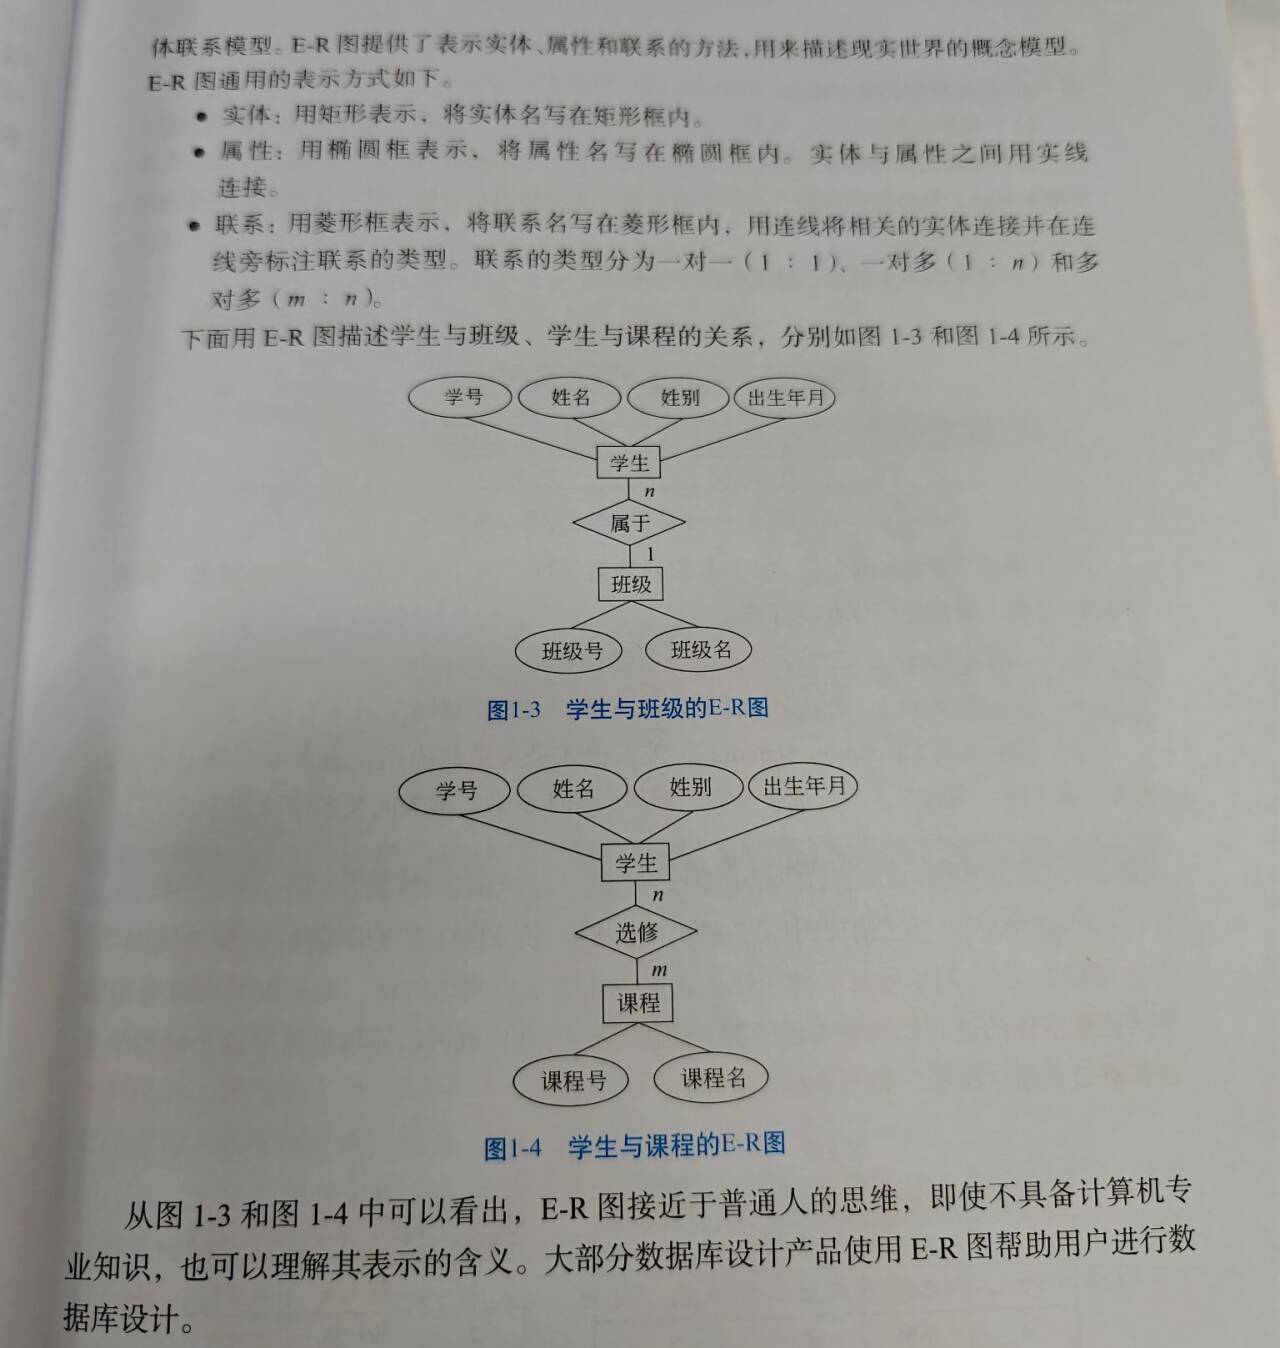 体联系模型。E-R 图提供了表示实体、属性和联系的方法,用来描述现实世界的概念模型。
E-R 图通用的表示方式如下。
● 实体：用矩形表示，将实体名写在矩形框内。
● 属性：用椭圆框表示，将属性名写在椭圆框内。实体与属性之间用实线
连接。
● 联系：用菱形框表示，将联系名写在菱形框内，用连线将相关的实体连接并在连
线旁标注联系的类型。联系的类型分为一对一（1 : 1）、一对多（1 : n）和多
对多（m : n）。
下面用 E-R 图描述学生与班级、学生与课程的关系，分别如图 1-3 和图 1-4 所示。
学号 姓名 姓别 出生年月
学生
n
属于
1
班级
班级号 班级名
图1-3 学生与班级的E-R图
学号 姓名 姓别 出生年月
学生
n
选修
m
课程
课程号 课程名
图1-4 学生与课程的E-R图
从图 1-3 和图 1-4 中可以看出，E-R 图接近于普通人的思维，即使不具备计算机专
业知识，也可以理解其表示的含义。大部分数据库设计产品使用 E-R 图帮助用户进行数
据库设计。